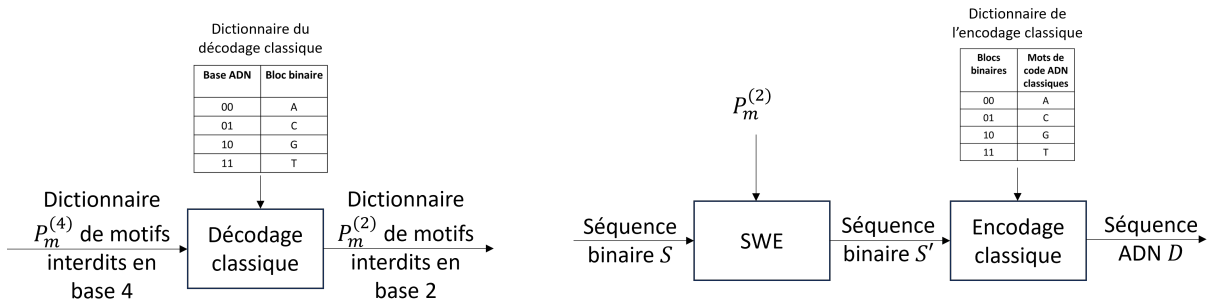 Dictionnaire du
décodage classique
Base ADN Bloc binaire
00 A
01 C
10 G
11 T
Dictionnaire
P_m^(4) de motifs
interdits en
base 4
Décodage
classique
Dictionnaire
P_m^(2) de motifs
interdits en
base 2
Dictionnaire de
l'encodage classique
Blocs
binaires
Mots de
code ADN
classiques
00 A
01 C
10 G
11 T
P_m^(2)
Séquence
binaire S
SWE
Séquence
binaire S′
Encodage
classique
Séquence
ADN D